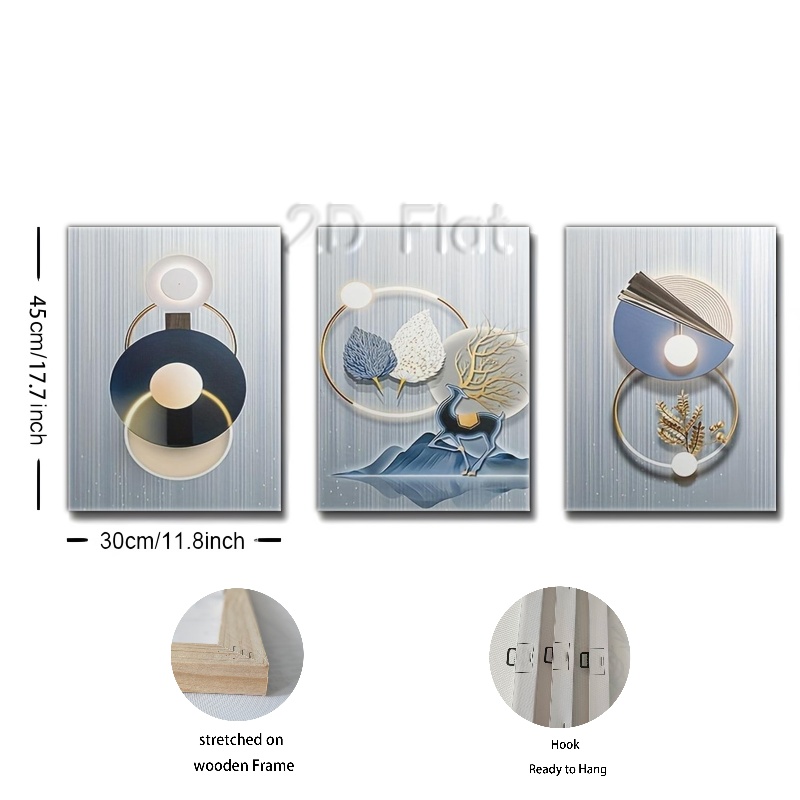 2D Flat
45cm/17.7inch
30cm/11.8inch
stretched on
wooden Frame
Hook
Ready to Hang